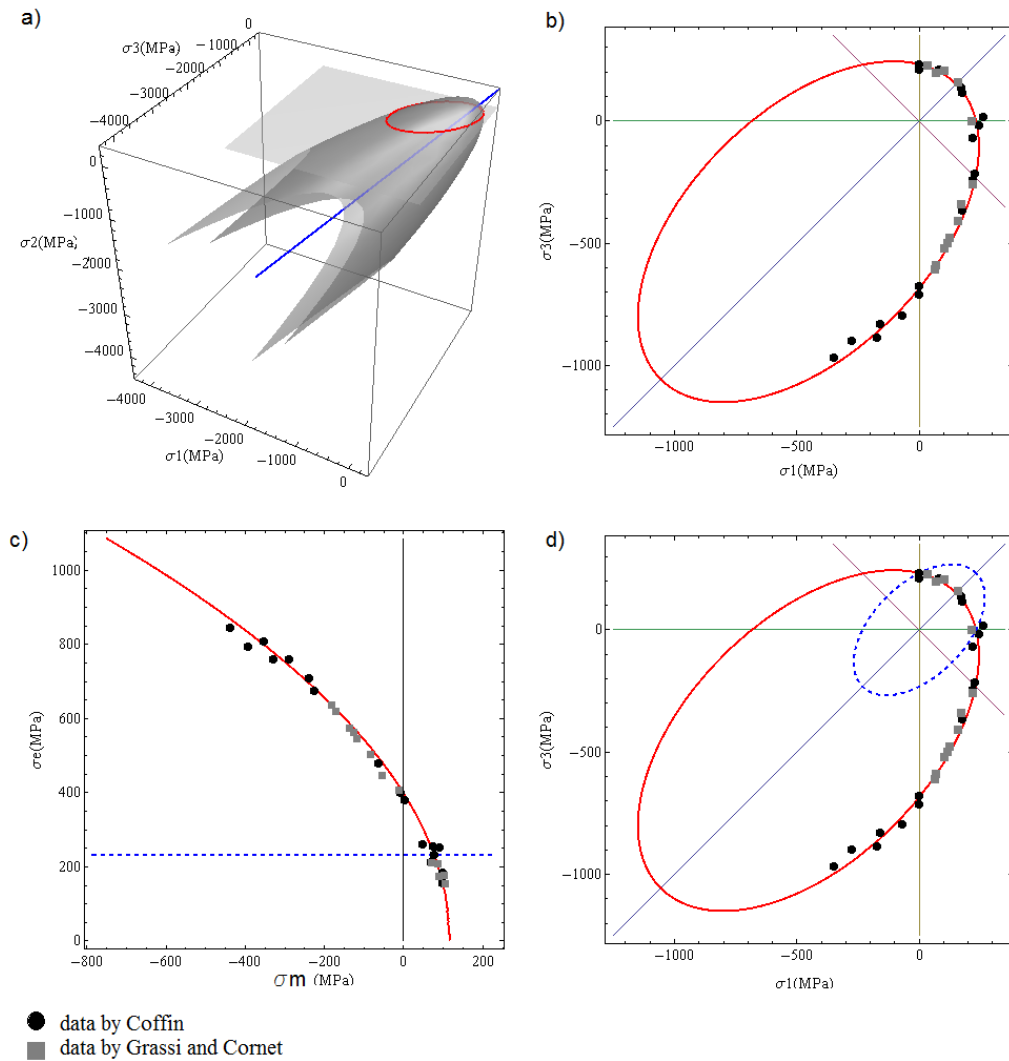 a)
0
−1000
σ3(MPa)
−2000
−3000
−4000
0
−1000
σ2(MPa)
−2000
−3000
−4000
−4000
−3000
−2000
σ1(MPa)
−1000
0
b)
0
σ3(MPa)
−500
−1000
−1000
−500
0
σ1(MPa)
c)
1000
800
σe(MPa)
600
400
200
0
−800
−600
−400
−200
0
200
σm (MPa)
d)
0
σ3(MPa)
−500
−1000
−1000
−500
0
σ1(MPa)
data by Coffin
data by Grassi and Cornet